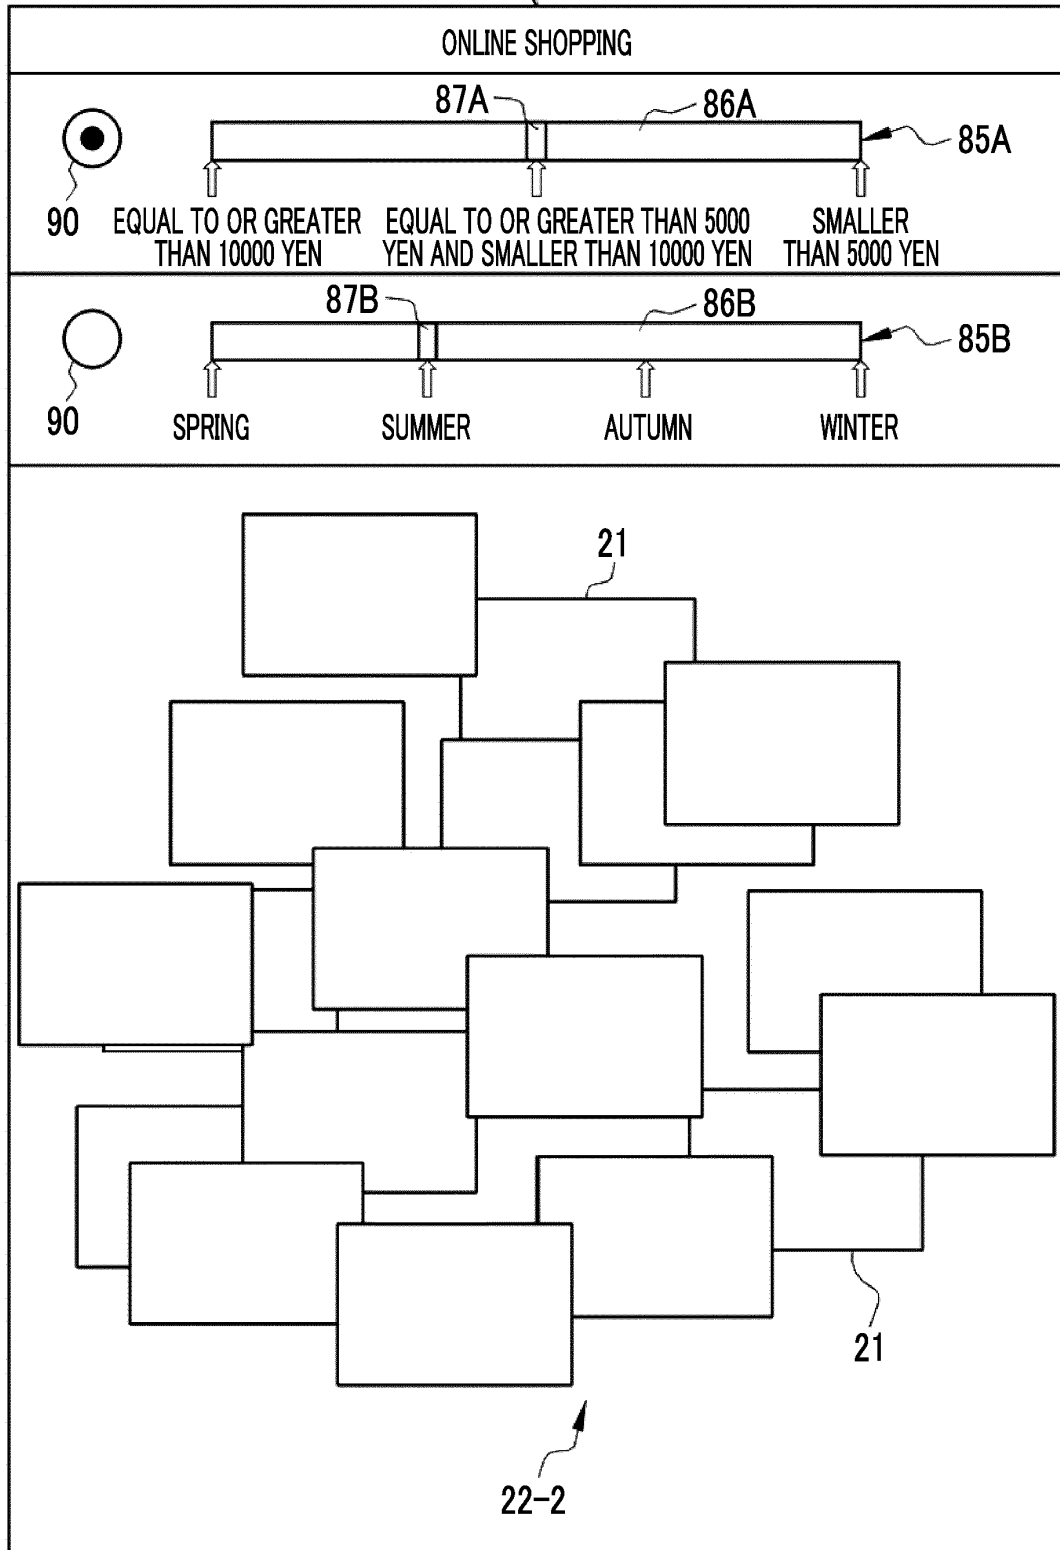 ONLINE SHOPPING
87A
86A
85A
90
EQUAL TO OR GREATER
THAN 10000 YEN
EQUAL TO OR GREATER THAN 5000
YEN AND SMALLER THAN 10000 YEN
SMALLER
THAN 5000 YEN
87B
86B
85B
90
SPRING
SUMMER
AUTUMN
WINTER
21
21
22-2